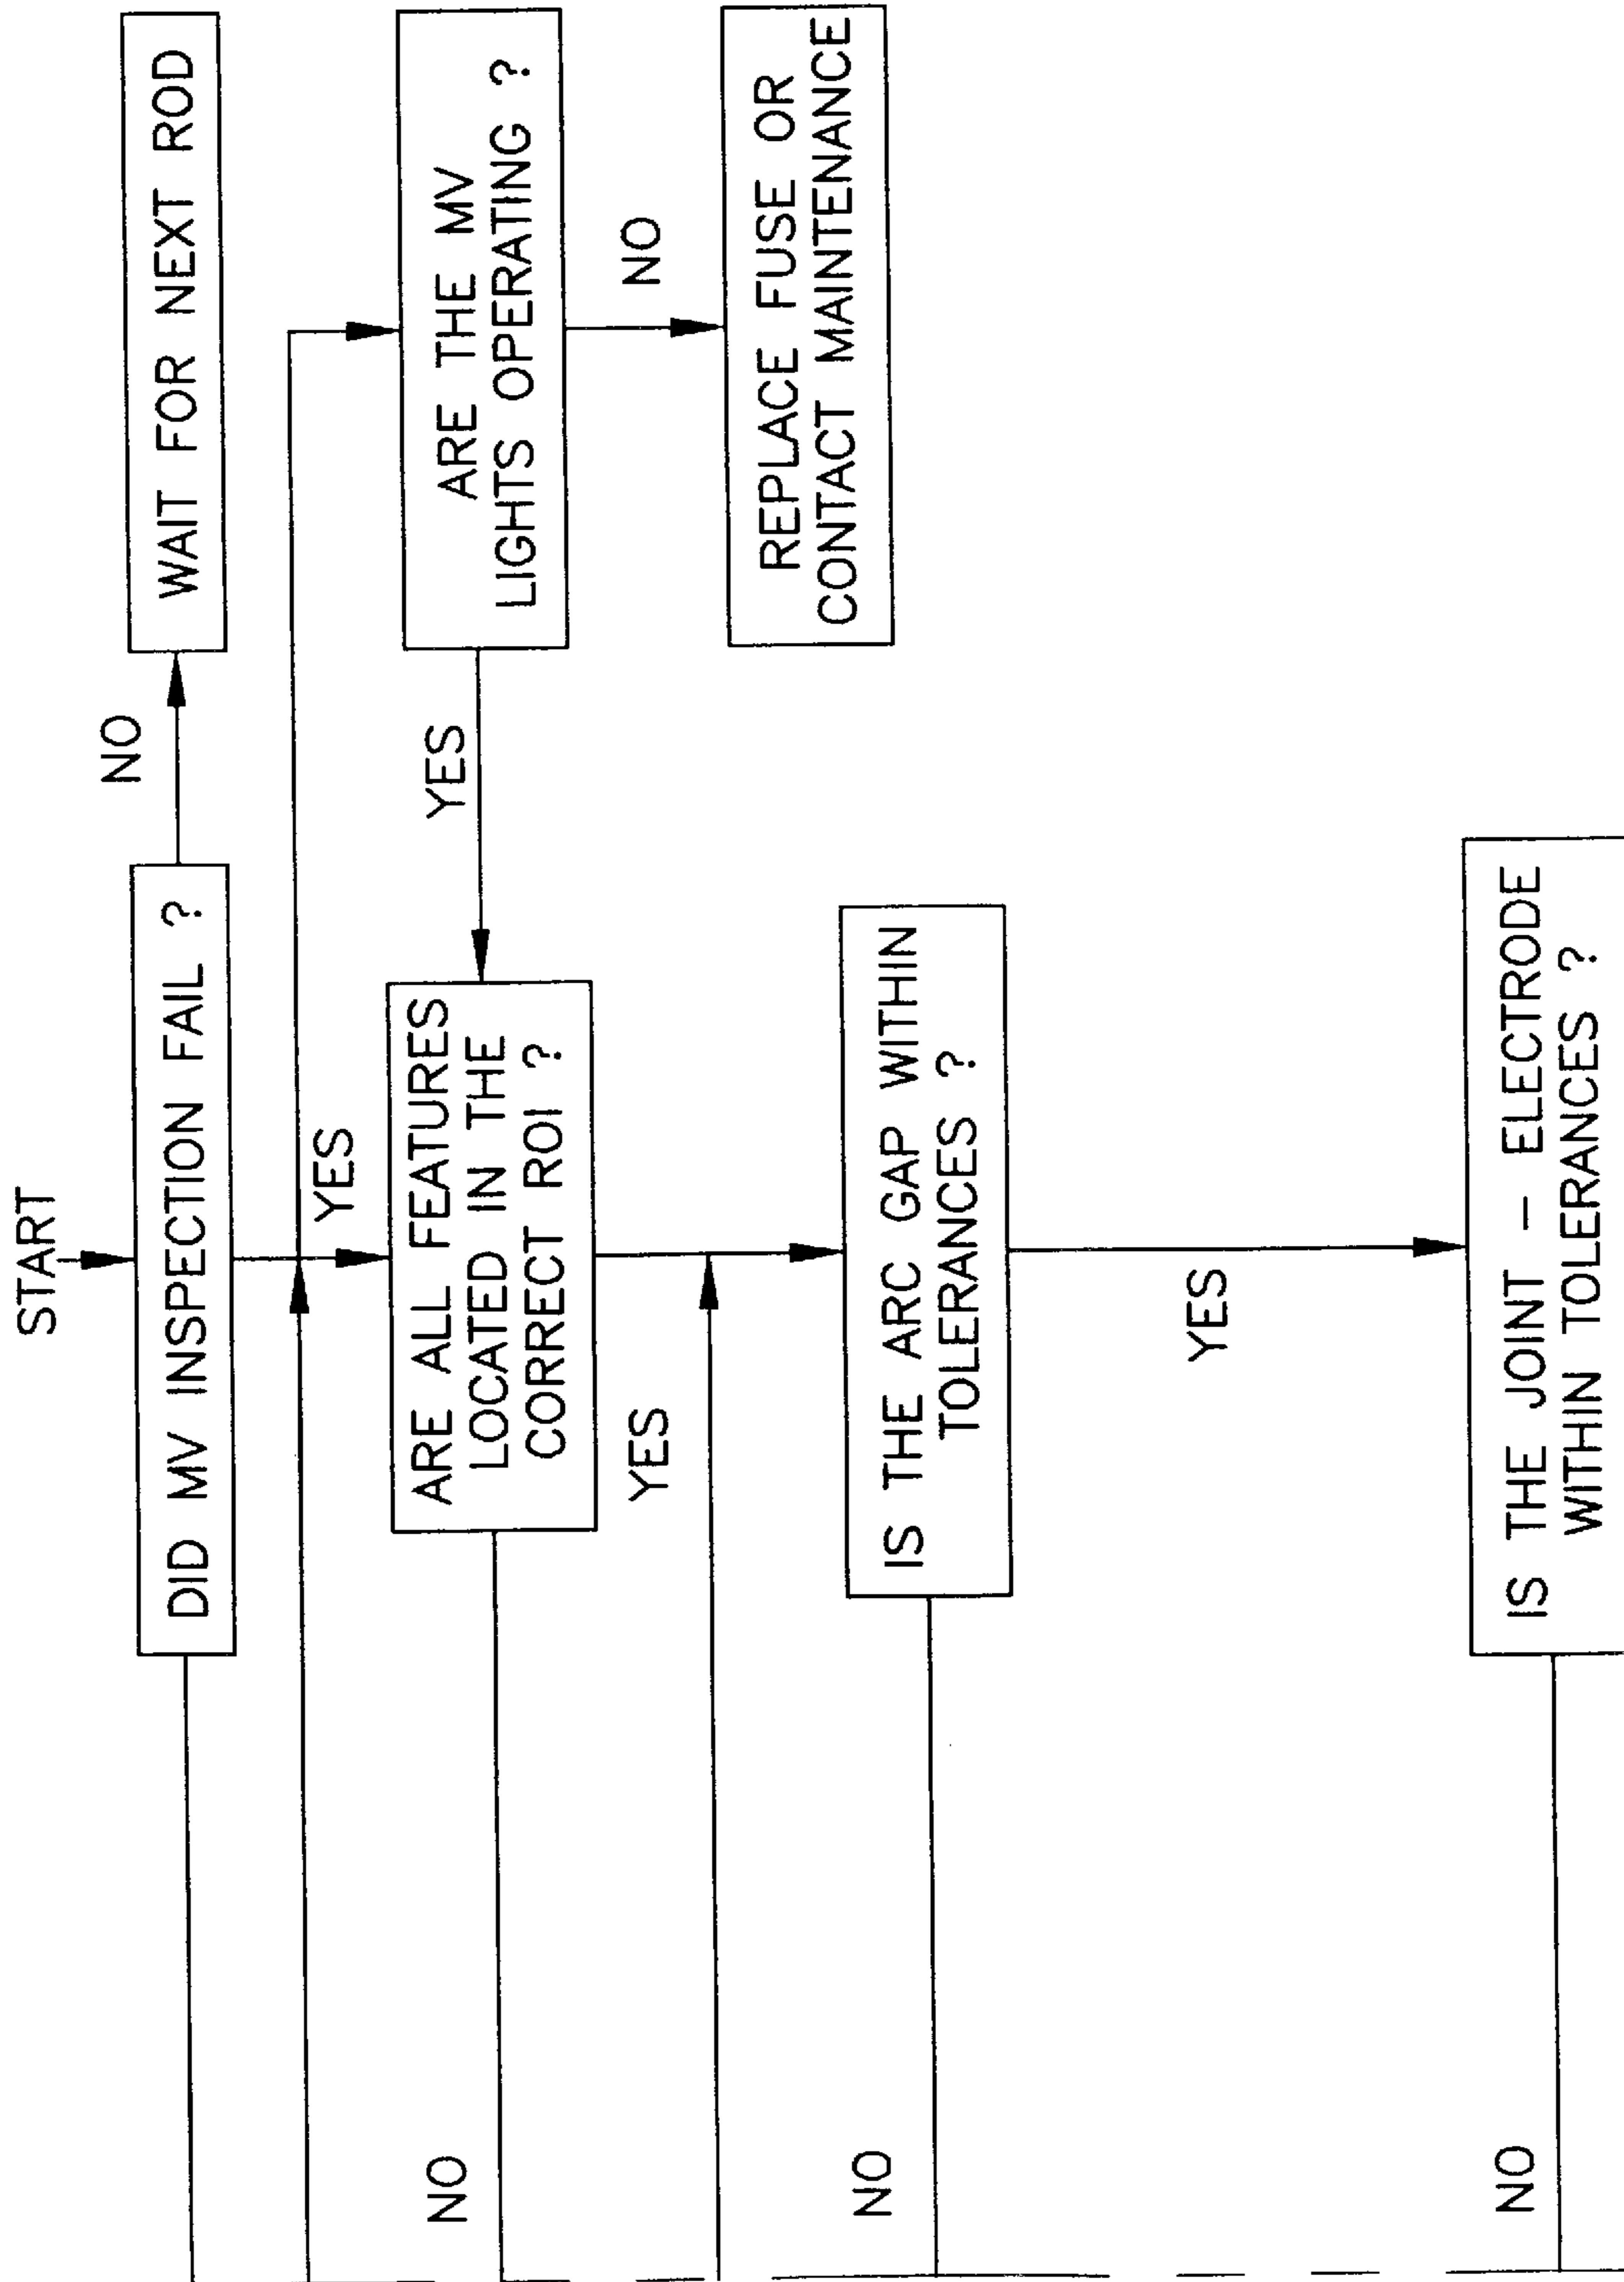 START
DID MV INSPECTION FAIL ?
NO
WAIT FOR NEXT ROD
YES
ARE THE MV
LIGHTS OPERATING ?
YES
NO
REPLACE FUSE OR
CONTACT MAINTENANCE
ARE ALL FEATURES
LOCATED IN THE
CORRECT ROI ?
NO
YES
IS THE ARC GAP WITHIN
TOLERANCES ?
NO
YES
IS THE JOINT – ELECTRODE
WITHIN TOLERANCES ?
NO